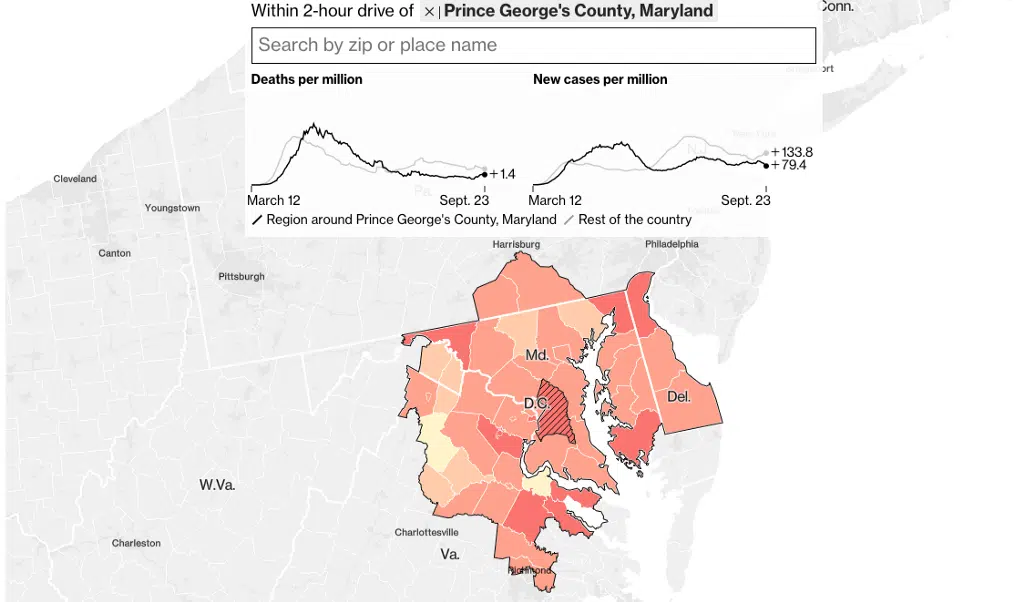 Within 2-hour drive of ×| Prince George's County, Maryland
Conn.
Search by zip or place name
Deaths per million
New cases per million
+133.8
+79.4
+1.4
Pa.
N.J.
March 12
Sept. 23
March 12
Sept. 23
Region around Prince George's County, Maryland
Rest of the country
Cleveland
Youngstown
Canton
Pittsburgh
Harrisburg
Philadelphia
Md.
D.C.
Del.
W.Va.
Charlottesville
Va.
Charleston
Richmond